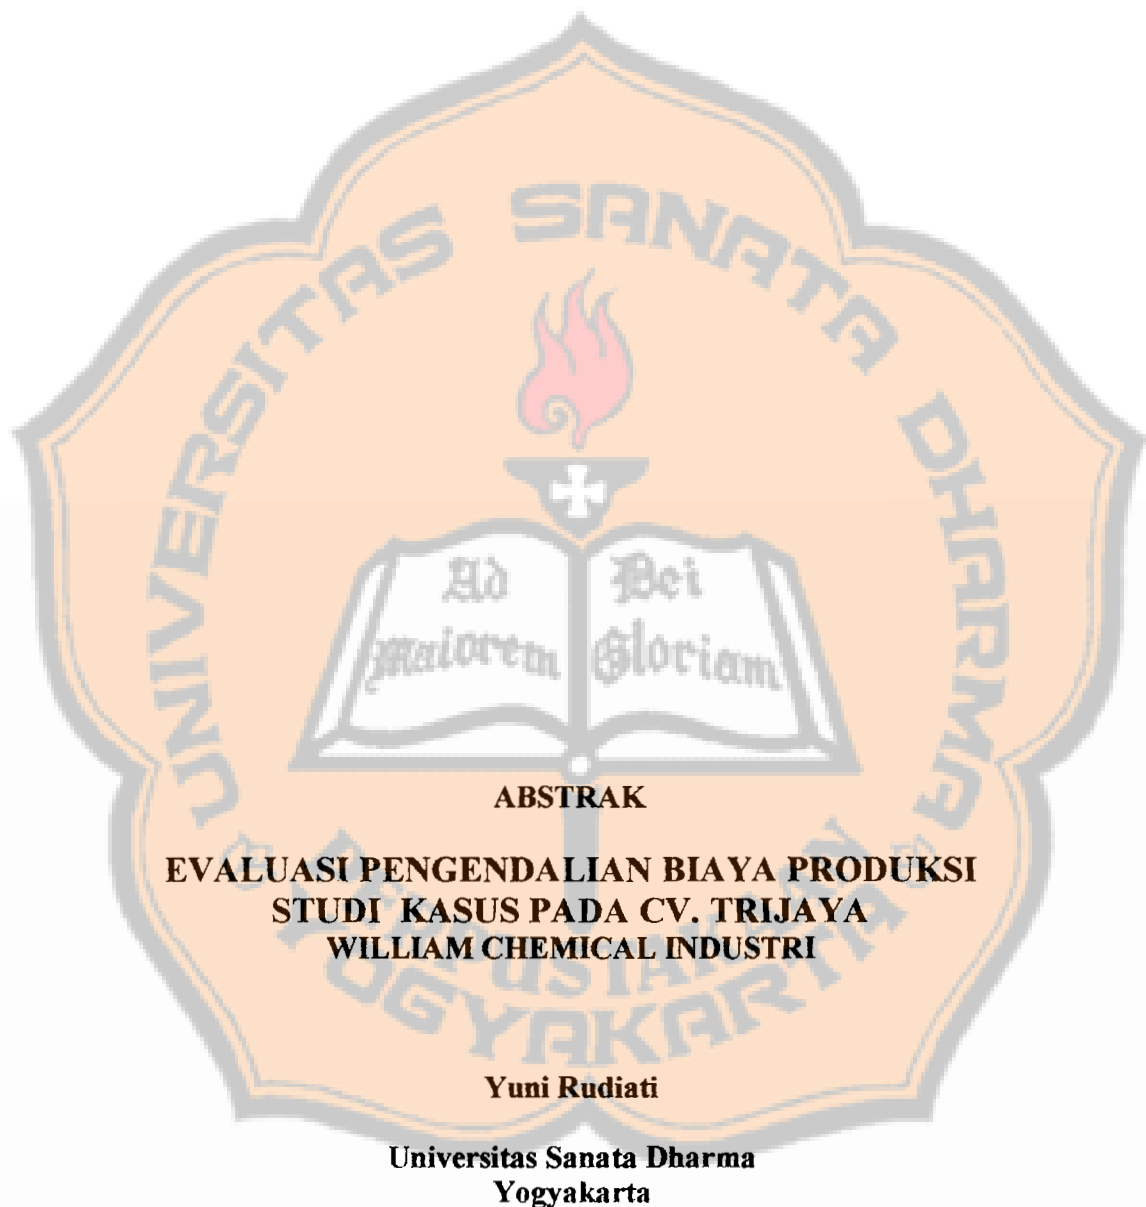 UNIVERSITAS SANATA DHARMA
Ad
maiorem
Dei
Gloriam
ABSTRAK
EVALUASI PENGENDALIAN BIAYA PRODUKSI
STUDI KASUS PADA CV. TRIJAYA
WILLIAM CHEMICAL INDUSTRI
PERPUSTAKAAN
YOGYAKARTA
Yuni Rudiati
Universitas Sanata Dharma
Yogyakarta